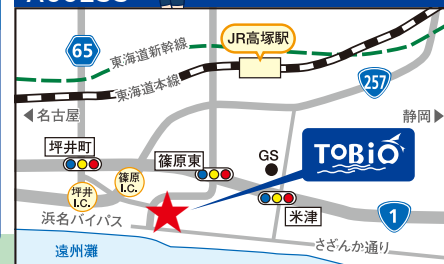 ACCESS
JR高塚駅
65
東海道新幹線
東海道本線
257
名古屋
静岡
坪井町
篠原東
GS
TOBiO
篠原
I.C.
坪井
I.C.
米津
1
浜名バイパス
さざんか通り
遠州灘